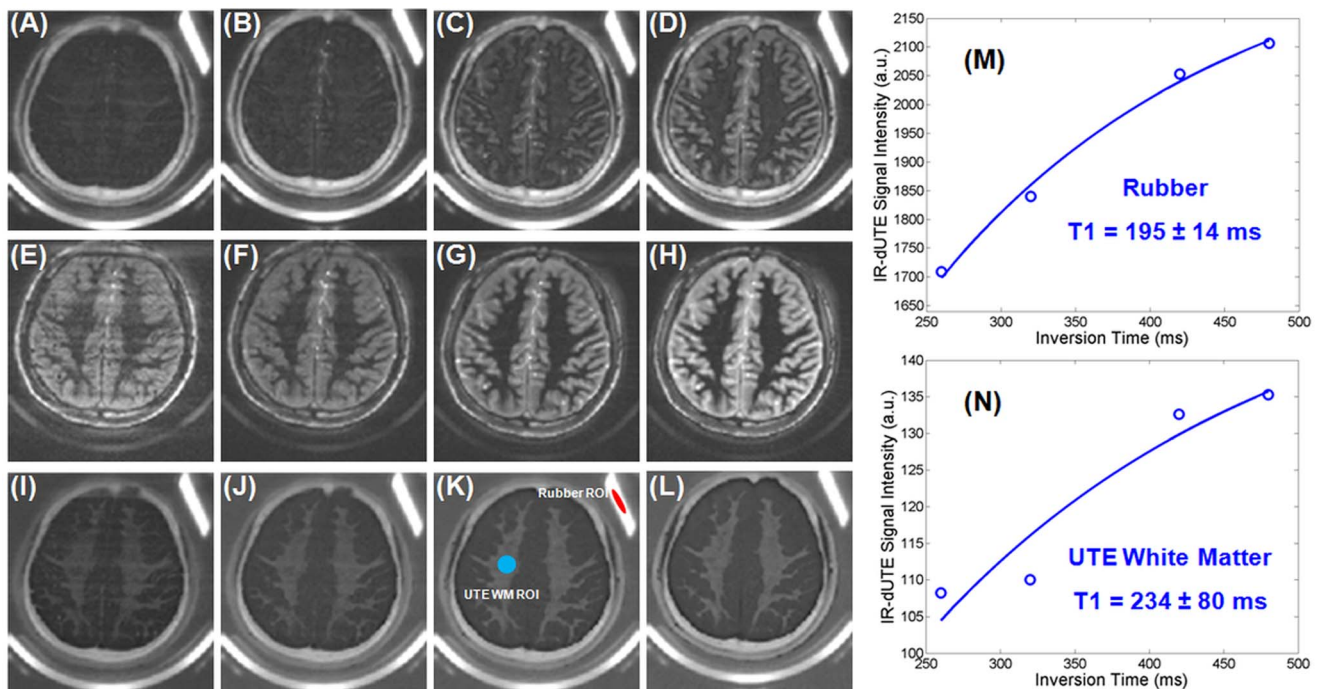 (A) (B) (C) (D)
(E) (F) (G) (H)
(I) (J) (K) (L)
Rubber ROI
UTE WM ROI
(M)
IR-dUTE Signal Intensity (a.u.)
2150
2100
2050
2000
1950
1900
1850
1800
1750
1700
1650
Rubber
T1 = 195 ± 14 ms
250 300 350 400 450 500
Inversion Time (ms)
(N)
IR-dUTE Signal Intensity (a.u.)
140
135
130
125
120
115
110
105
100
UTE White Matter
T1 = 234 ± 80 ms
250 300 350 400 450 500
Inversion Time (ms)